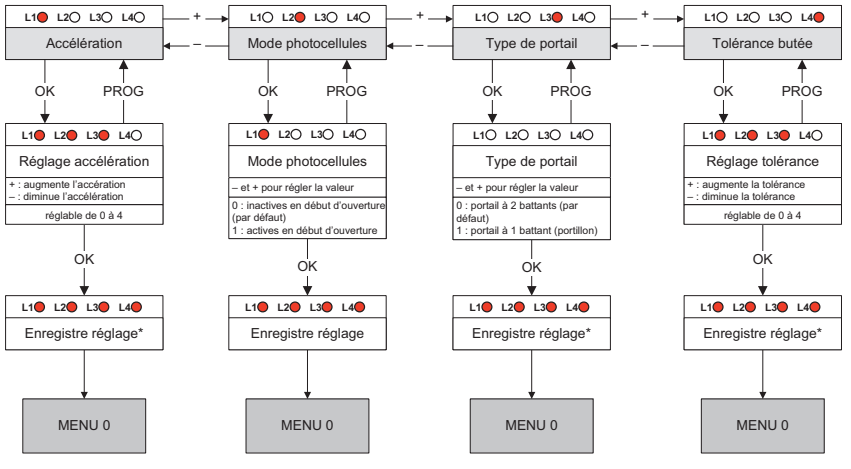 L1 L2 L3 L4 + L1 L2 L3 L4 + L1 L2 L3 L4 + L1 L2 L3 L4
Accélération – Mode photocellules – Type de portail – Tolérance butée
OK PROG OK PROG OK PROG OK PROG
L1 L2 L3 L4
Réglage accélération
+ : augmente l'accération
– : diminue l'accélération
réglable de 0 à 4
L1 L2 L3 L4
Mode photocellules
– et + pour régler la valeur
0 : inactives en début d'ouverture
(par défaut)
1 : actives en début d'ouverture
L1 L2 L3 L4
Type de portail
– et + pour régler la valeur
0 : portail à 2 battants (par
défaut)
1 : portail à 1 battant (portillon)
L1 L2 L3 L4
Réglage tolérance
+ : augmente la tolérance
– : diminue la tolérance
réglable de 0 à 4
OK OK OK OK
L1 L2 L3 L4 L1 L2 L3 L4 L1 L2 L3 L4 L1 L2 L3 L4
Enregistre réglage* Enregistre réglage Enregistre réglage* Enregistre réglage*
MENU 0 MENU 0 MENU 0 MENU 0